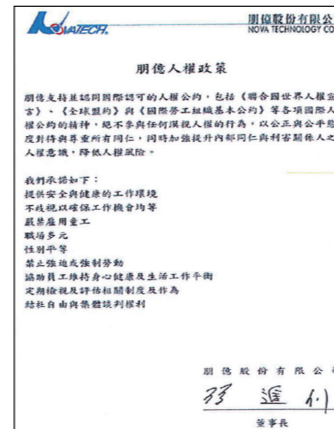 NOVATECH.
朋億股份有限公
NOVA TECHNOLOGY CO
朋億人權政策
朋億支持並認同國際認可的人權公約，包括《聯合國世界人權宣
言》、《全球盟約》與《國際勞工組織基本公約》等各項國際人
權公約的精神，絕不參與任何漠視人權的行為，以公正與公平態
度對待與尊重所有同仁，同時加強提升內部同仁與利害關係人之
人權意識，降低人權風險。
我們承諾如下：
提供安全與健康的工作環境
不歧視以確保工作機會均等
嚴禁雇用童工
職場多元
性別平等
禁止強迫或強制勞動
協助員工維持身心健康及生活工作平衡
定期檢視及評估相關制度及作為
結社自由與集體談判權利
朋億股份有限公
董事長